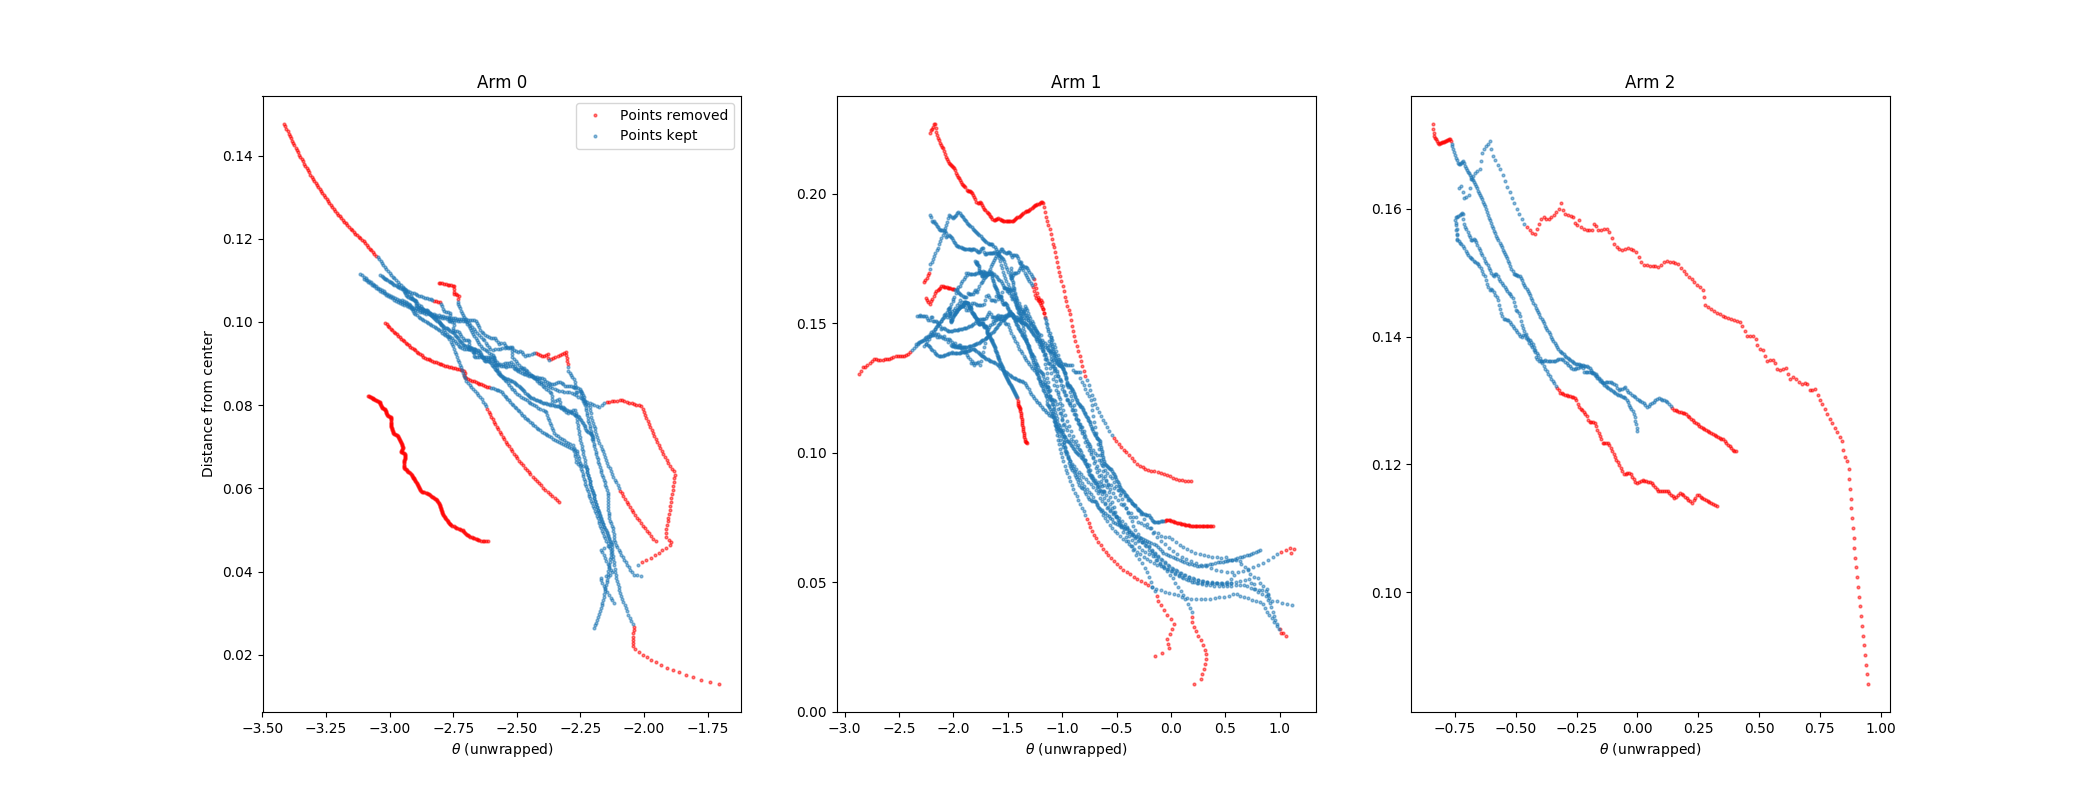 Arm 0
Arm 1
Arm 2
Points removed
Points kept
Distance from center
0.14
0.12
0.10
0.08
0.06
0.04
0.02
−3.50 −3.25 −3.00 −2.75 −2.50 −2.25 −2.00 −1.75
θ (unwrapped)
0.20
0.15
0.10
0.05
0.00
−3.0 −2.5 −2.0 −1.5 −1.0 −0.5 0.0 0.5 1.0
θ (unwrapped)
0.16
0.14
0.12
0.10
−0.75 −0.50 −0.25 0.00 0.25 0.50 0.75 1.00
θ (unwrapped)